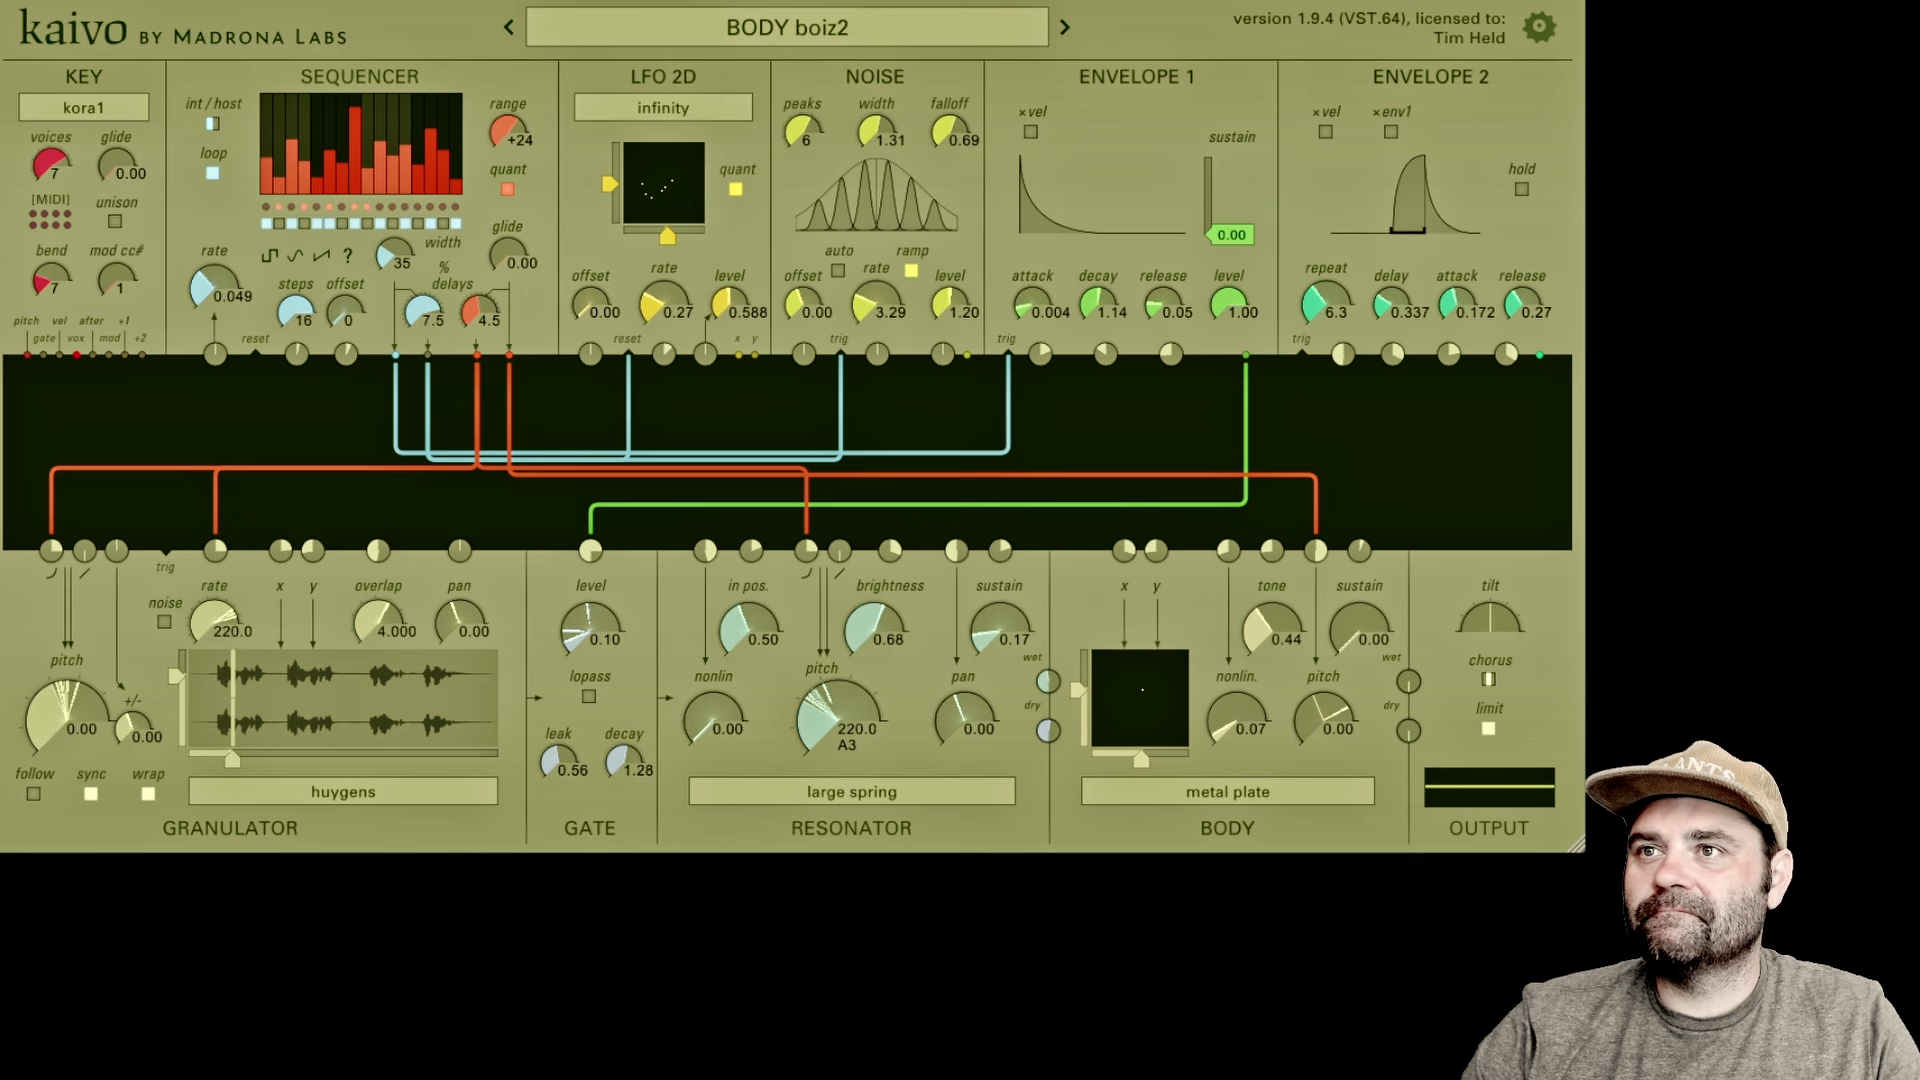 kaivo BY MADRONA LABS
BODY boiz2
version 1.9.4 (VST.64), licensed to:
Tim Held
KEY
kora1
voices
7
glide
0.00
[MIDI]
unison
bend
7
mod cc#
1
pitch vel after +1
gate vox mod +2
SEQUENCER
int / host
loop
range
+24
quant
glide
0.00
rate
0.049
?
width
35
%
steps
16
offset
0
delays
7.5
4.5
reset
LFO 2D
infinity
quant
offset
0.00
rate
0.27
level
0.588
reset
x y
NOISE
peaks
6
width
1.31
falloff
0.69
auto
ramp
offset
0.00
rate
3.29
level
1.20
trig
ENVELOPE 1
×vel
sustain
0.00
attack
0.004
decay
1.14
release
0.05
level
1.00
trig
ENVELOPE 2
×vel
×env1
hold
repeat
6.3
delay
0.337
attack
0.172
release
0.27
trig
trig
noise
rate
220.0
x
y
overlap
4.000
pan
0.00
pitch
0.00
+/-
0.00
follow
sync
wrap
huygens
GRANULATOR
level
0.10
lopass
leak
0.56
decay
1.28
GATE
in pos.
0.50
brightness
0.68
sustain
0.17
nonlin
0.00
pitch
220.0
A3
pan
0.00
wet
dry
large spring
RESONATOR
x
y
tone
0.44
sustain
0.00
nonlin.
0.07
pitch
0.00
wet
dry
metal plate
BODY
tilt
chorus
limit
OUTPUT
ANTS